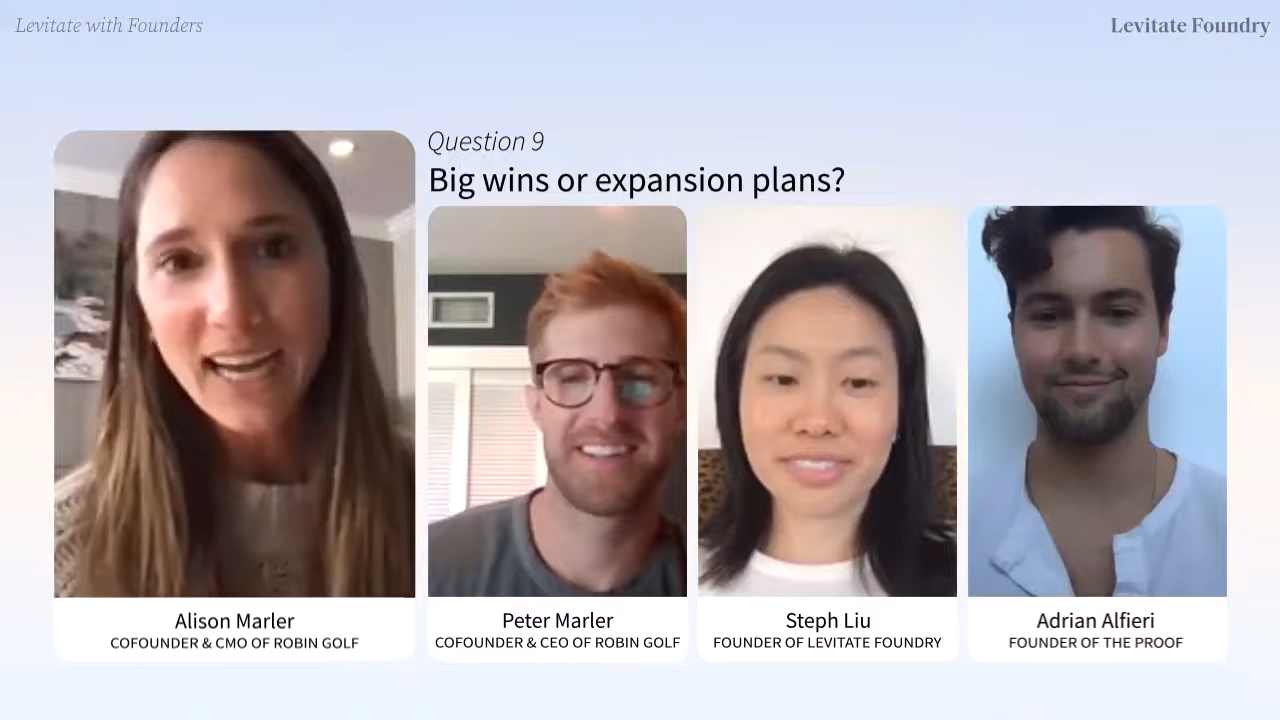 Levitate with Founders
Levitate Foundry
Question 9
Big wins or expansion plans?
Alison Marler
COFOUNDER & CMO OF ROBIN GOLF
Peter Marler
COFOUNDER & CEO OF ROBIN GOLF
Steph Liu
FOUNDER OF LEVITATE FOUNDRY
Adrian Alfieri
FOUNDER OF THE PROOF